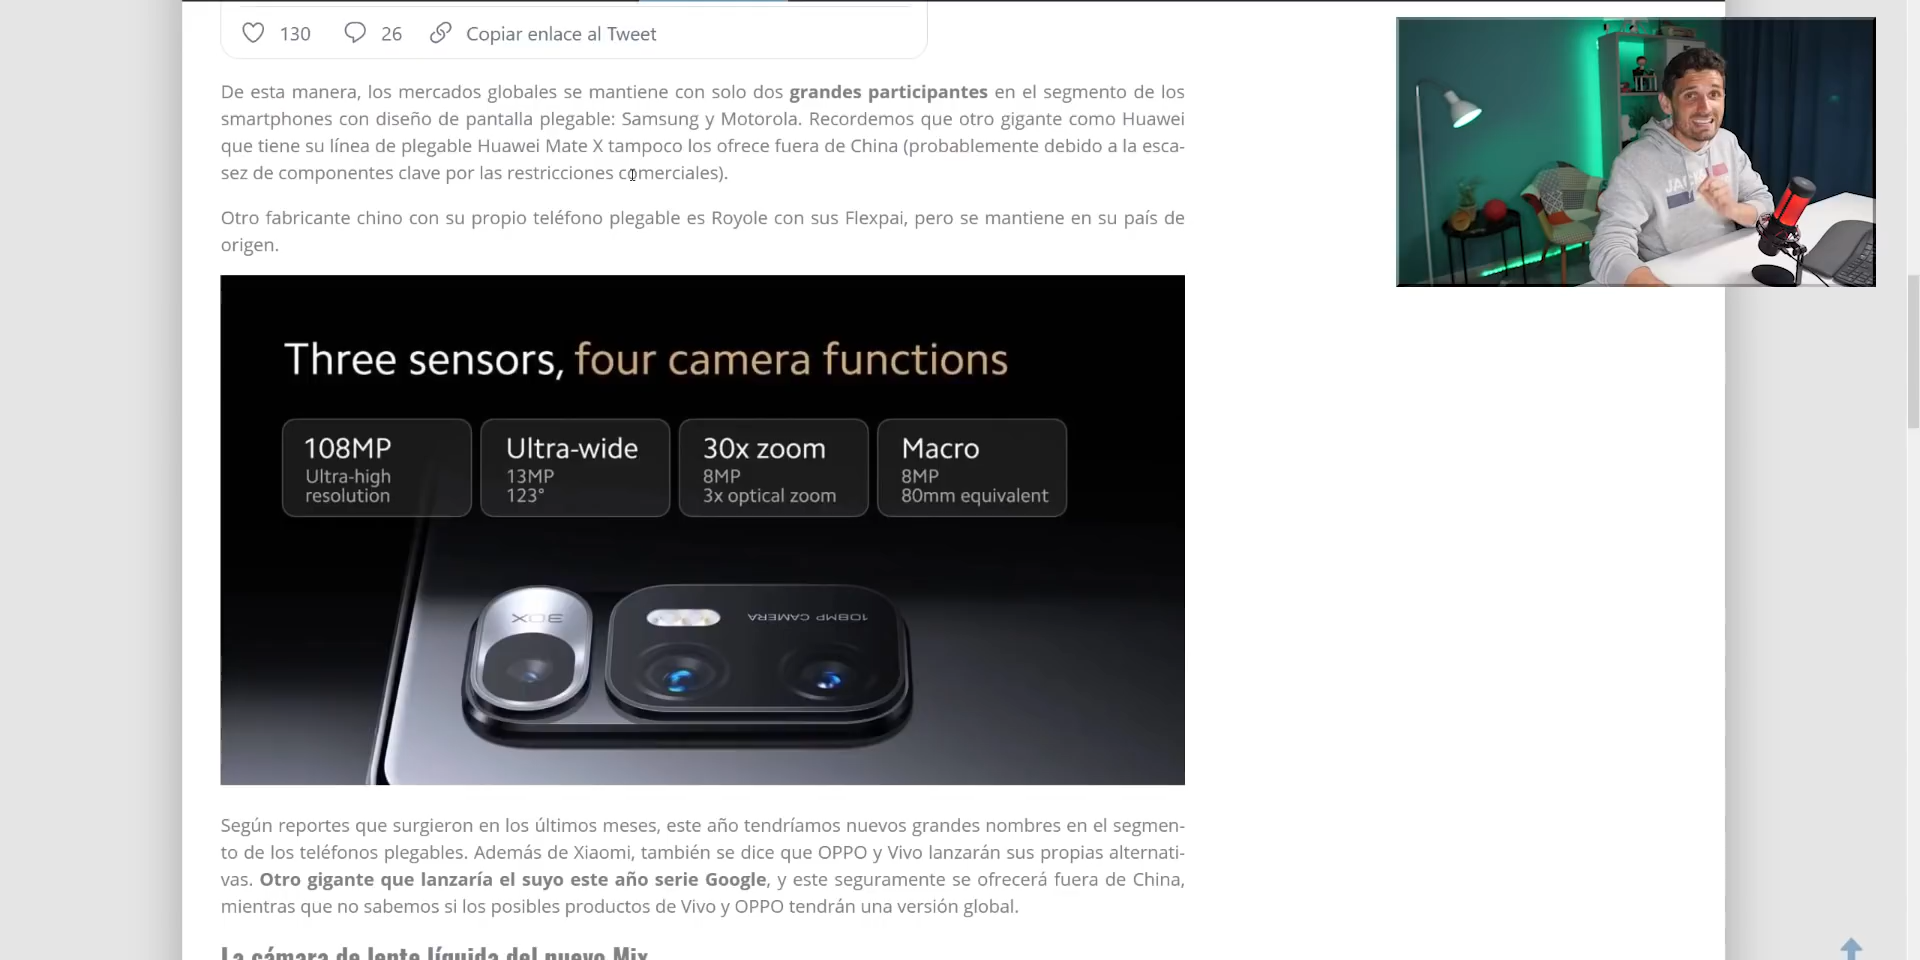 130 26 Copiar enlace al Tweet
De esta manera, los mercados globales se mantiene con solo dos grandes participantes en el segmento de los
smartphones con diseño de pantalla plegable: Samsung y Motorola. Recordemos que otro gigante como Huawei
que tiene su línea de plegable Huawei Mate X tampoco los ofrece fuera de China (probablemente debido a la esca-
sez de componentes clave por las restricciones comerciales).
Otro fabricante chino con su propio teléfono plegable es Royole con sus Flexpai, pero se mantiene en su país de
origen.
Three sensors, four camera functions
108MP
Ultra-high
resolution
Ultra-wide
13MP
123°
30x zoom
8MP
3x optical zoom
Macro
8MP
80mm equivalent
30X
108MP CAMERA
Según reportes que surgieron en los últimos meses, este año tendríamos nuevos grandes nombres en el segmen-
to de los teléfonos plegables. Además de Xiaomi, también se dice que OPPO y Vivo lanzarán sus propias alternati-
vas. Otro gigante que lanzaría el suyo este año serie Google, y este seguramente se ofrecerá fuera de China,
mientras que no sabemos si los posibles productos de Vivo y OPPO tendrán una versión global.
La cámara de lente líquida del nuevo Mix